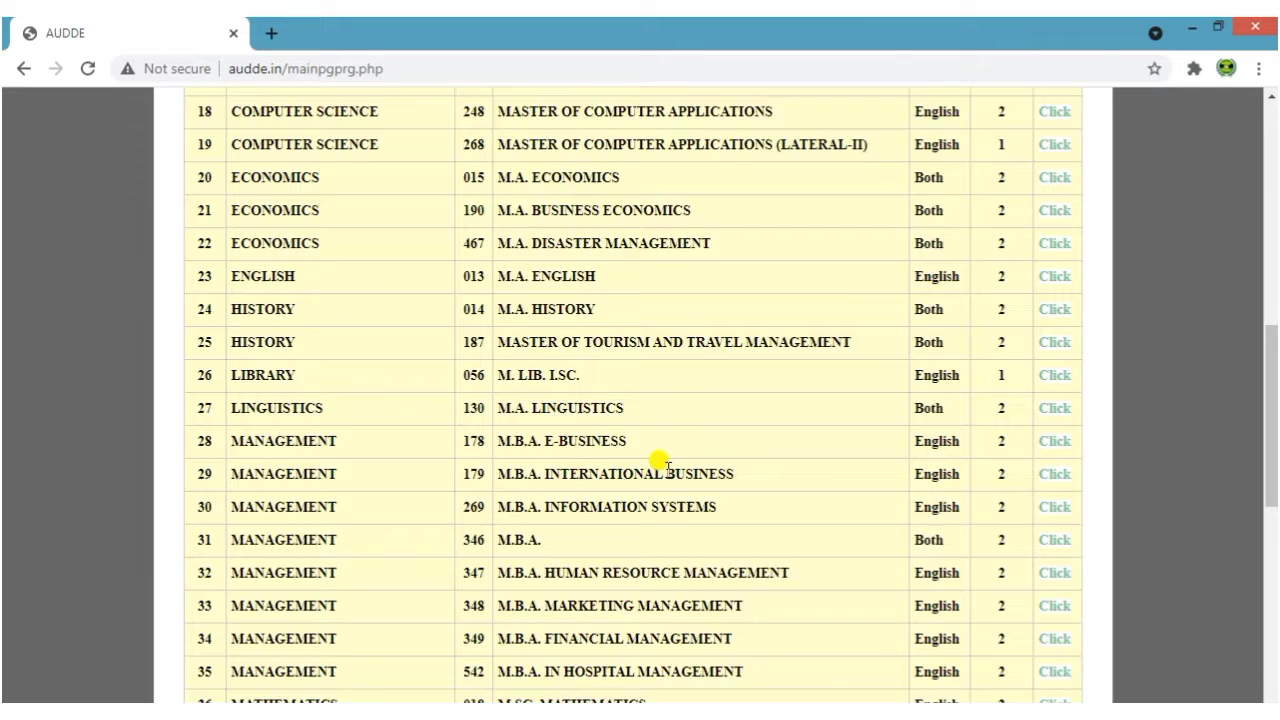 AUDDE
Not secure audde.in/mainpgprg.php
18 COMPUTER SCIENCE 248 MASTER OF COMPUTER APPLICATIONS English 2 Click
19 COMPUTER SCIENCE 268 MASTER OF COMPUTER APPLICATIONS (LATERAL-II) English 1 Click
20 ECONOMICS 015 M.A. ECONOMICS Both 2 Click
21 ECONOMICS 190 M.A. BUSINESS ECONOMICS Both 2 Click
22 ECONOMICS 467 M.A. DISASTER MANAGEMENT Both 2 Click
23 ENGLISH 013 M.A. ENGLISH English 2 Click
24 HISTORY 014 M.A. HISTORY Both 2 Click
25 HISTORY 187 MASTER OF TOURISM AND TRAVEL MANAGEMENT Both 2 Click
26 LIBRARY 056 M. LIB. I.SC. English 1 Click
27 LINGUISTICS 130 M.A. LINGUISTICS Both 2 Click
28 MANAGEMENT 178 M.B.A. E-BUSINESS English 2 Click
29 MANAGEMENT 179 M.B.A. INTERNATIONAL BUSINESS English 2 Click
30 MANAGEMENT 269 M.B.A. INFORMATION SYSTEMS English 2 Click
31 MANAGEMENT 346 M.B.A. Both 2 Click
32 MANAGEMENT 347 M.B.A. HUMAN RESOURCE MANAGEMENT English 2 Click
33 MANAGEMENT 348 M.B.A. MARKETING MANAGEMENT English 2 Click
34 MANAGEMENT 349 M.B.A. FINANCIAL MANAGEMENT English 2 Click
35 MANAGEMENT 542 M.B.A. IN HOSPITAL MANAGEMENT English 2 Click
36 MATHEMATICS 018 M.SC. MATHEMATICS English 2 Click